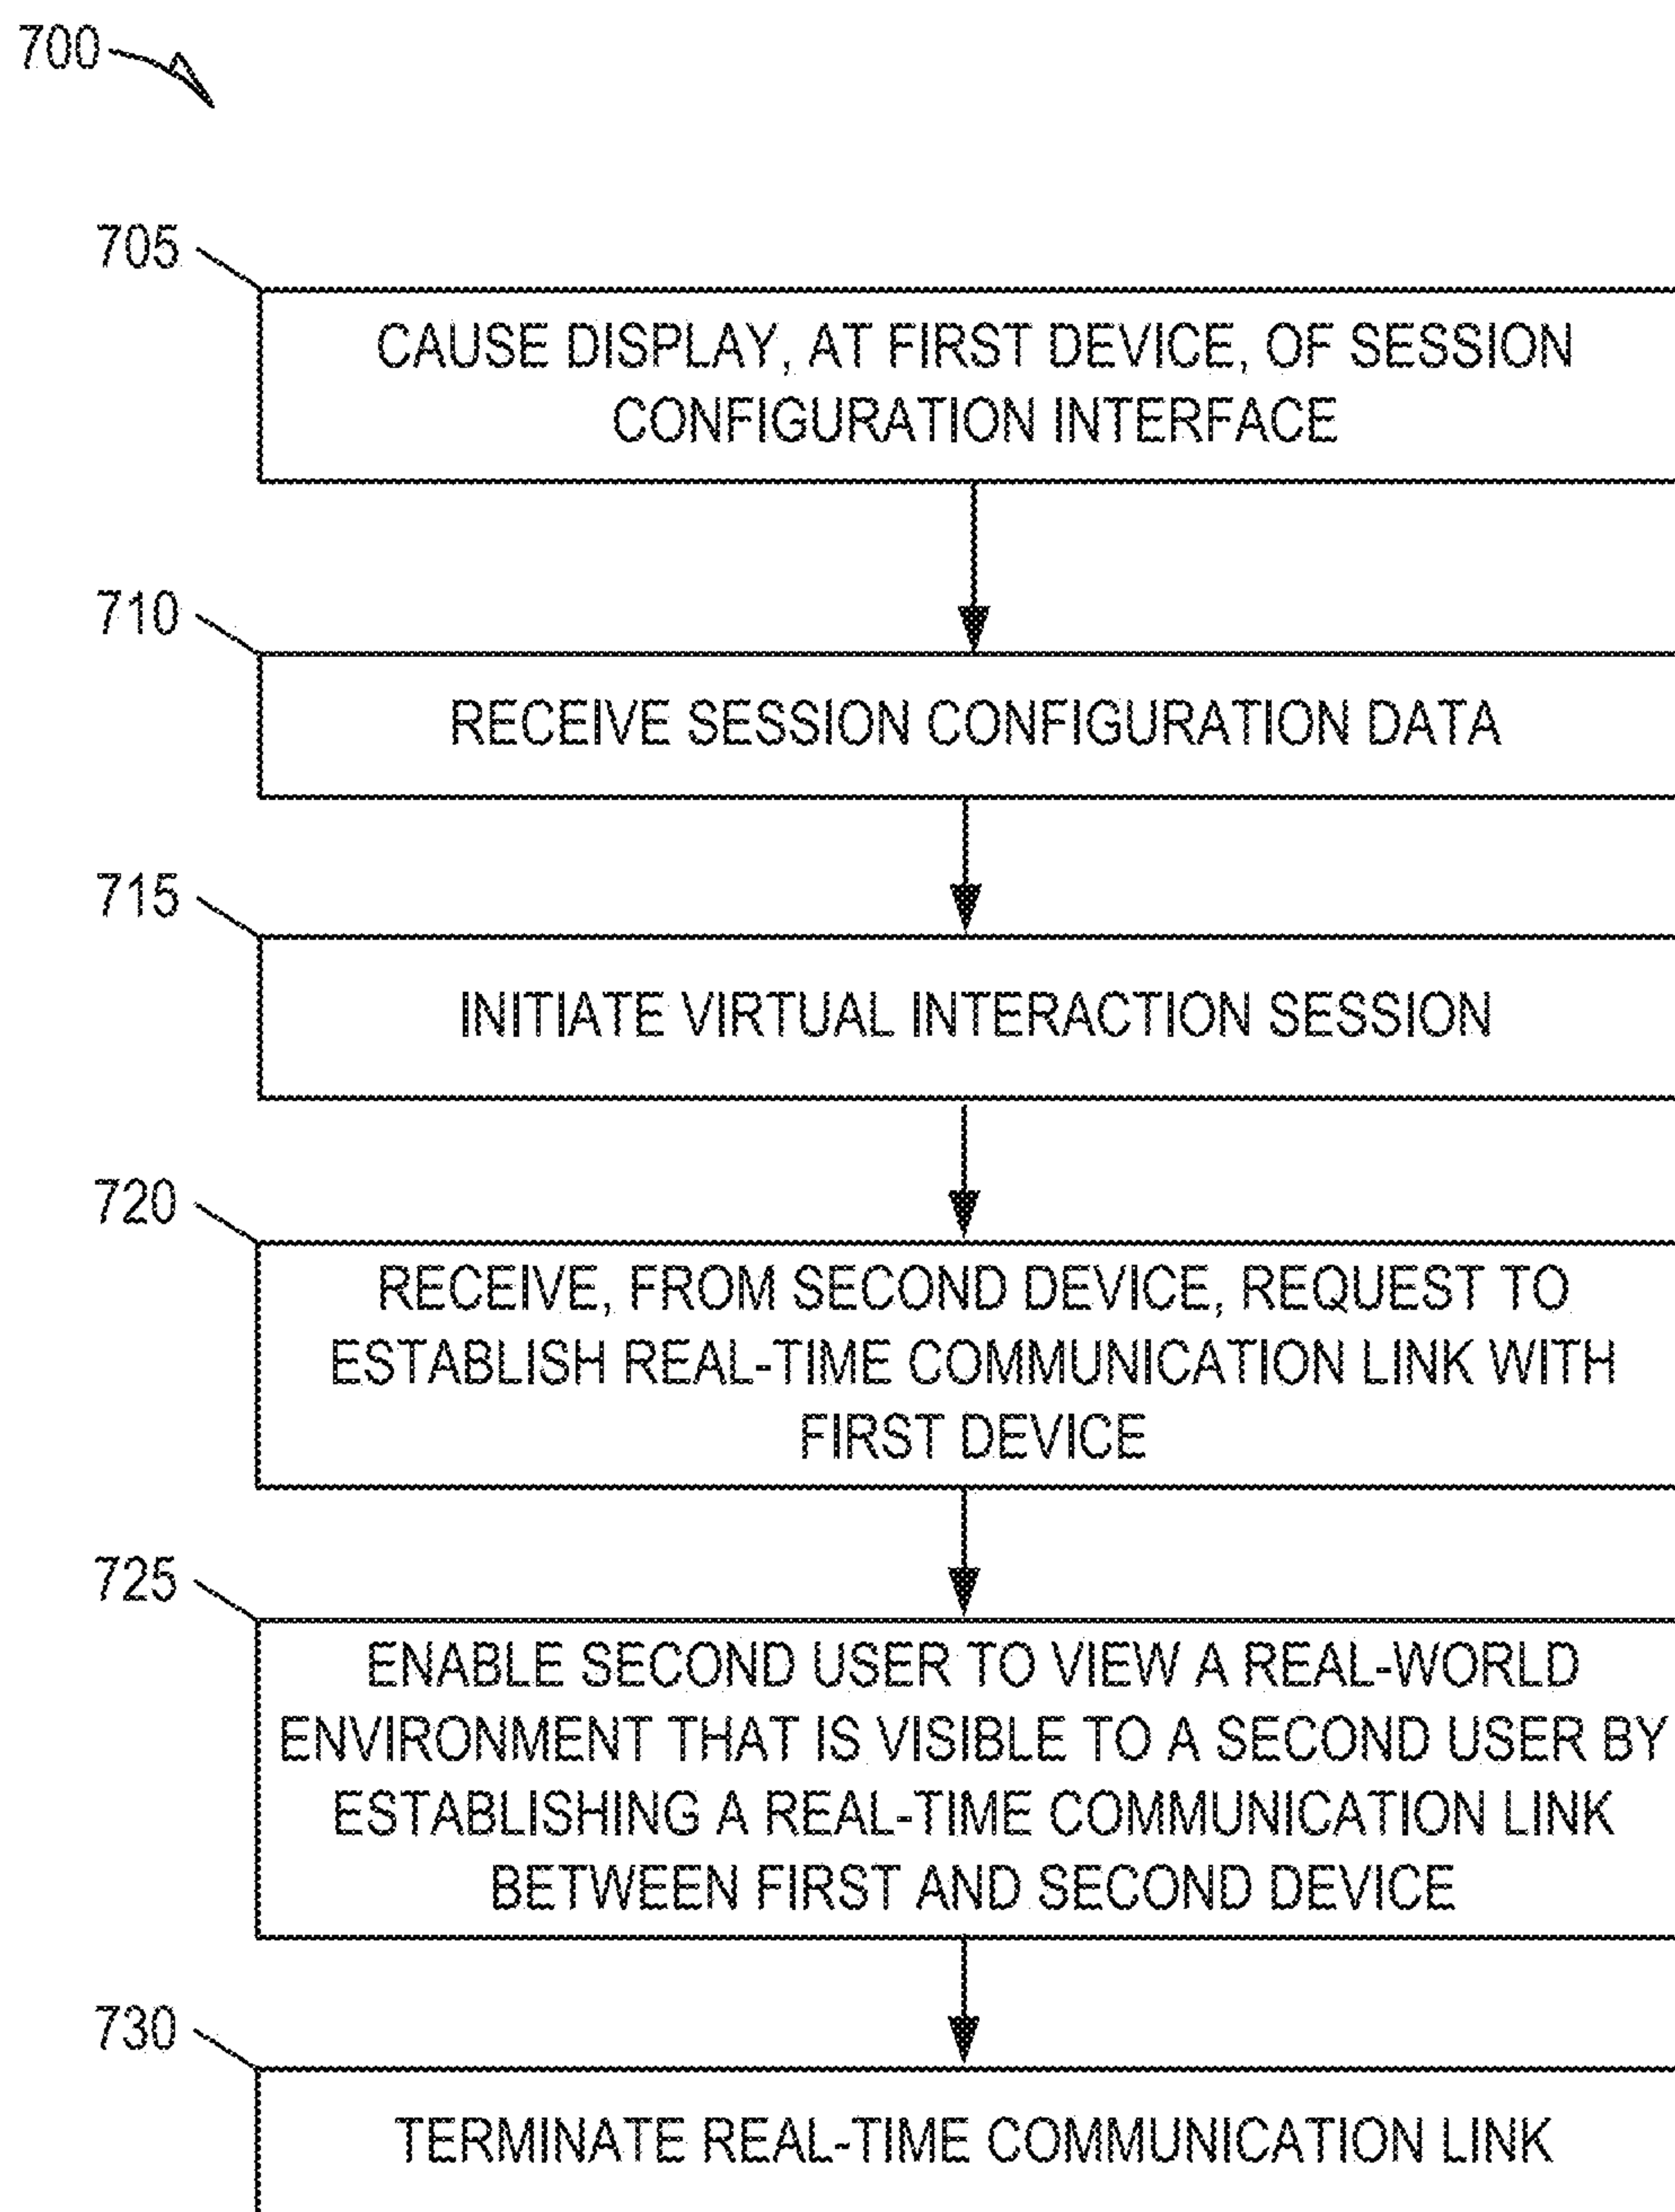 700
705
CAUSE DISPLAY, AT FIRST DEVICE, OF SESSION
CONFIGURATION INTERFACE
710
RECEIVE SESSION CONFIGURATION DATA
715
INITIATE VIRTUAL INTERACTION SESSION
720
RECEIVE, FROM SECOND DEVICE, REQUEST TO
ESTABLISH REAL-TIME COMMUNICATION LINK WITH
FIRST DEVICE
725
ENABLE SECOND USER TO VIEW A REAL-WORLD
ENVIRONMENT THAT IS VISIBLE TO A SECOND USER BY
ESTABLISHING A REAL-TIME COMMUNICATION LINK
BETWEEN FIRST AND SECOND DEVICE
730
TERMINATE REAL-TIME COMMUNICATION LINK